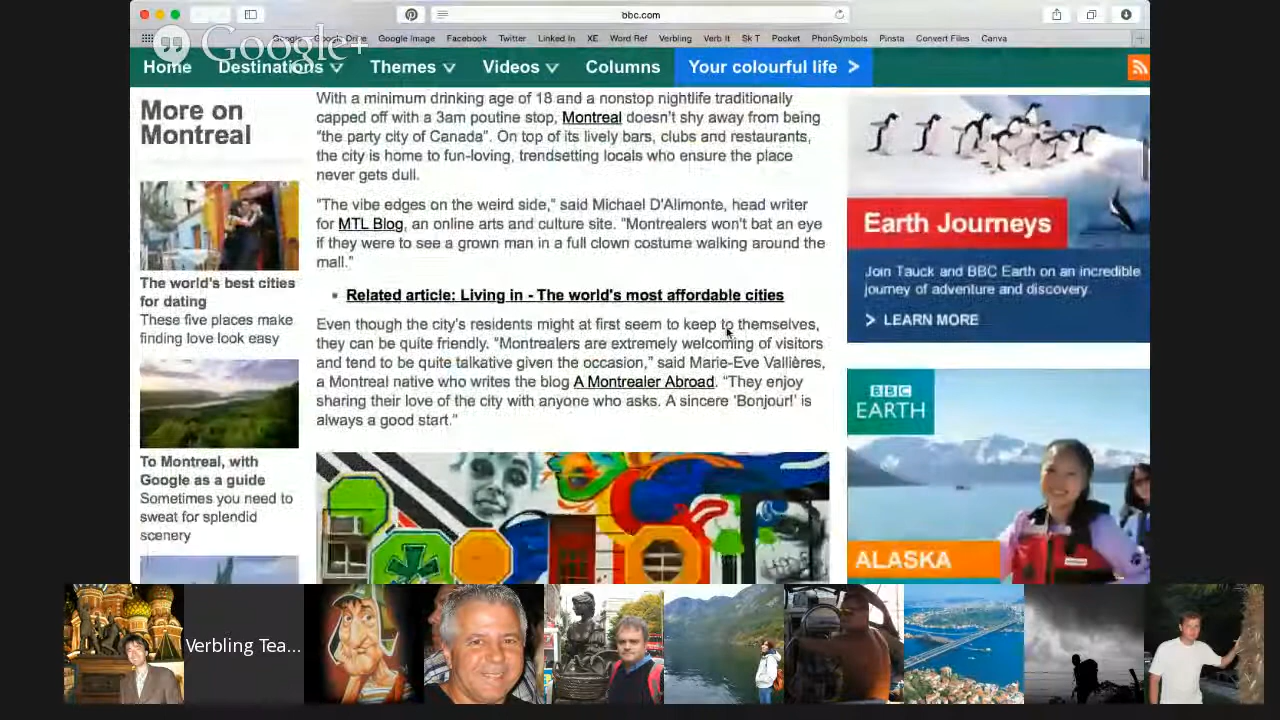 bbc.com
Google+
Google Drive Google Image Facebook Twitter Linked In XE Word Ref Verbling Verb It Sk T Pocket PhonSymbols Pinsta Convert Files Canva
Home Destinations Themes Videos Columns Your colourful life >
More on
Montreal
The world's best cities
for dating
These five places make
finding love look easy
To Montreal, with
Google as a guide
Sometimes you need to
sweat for splendid
scenery
With a minimum drinking age of 18 and a nonstop nightlife traditionally
capped off with a 3am poutine stop, Montreal doesn't shy away from being
“the party city of Canada”. On top of its lively bars, clubs and restaurants,
the city is home to fun-loving, trendsetting locals who ensure the place
never gets dull.
“The vibe edges on the weird side,” said Michael D'Alimonte, head writer
for MTL Blog, an online arts and culture site. “Montrealers won't bat an eye
if they were to see a grown man in a full clown costume walking around the
mall.”
Related article: Living in - The world's most affordable cities
Even though the city's residents might at first seem to keep to themselves,
they can be quite friendly. “Montrealers are extremely welcoming of visitors
and tend to be quite talkative given the occasion,” said Marie-Eve Vallières,
a Montreal native who writes the blog A Montrealer Abroad. “They enjoy
sharing their love of the city with anyone who asks. A sincere ‘Bonjour!’ is
always a good start.”
Earth Journeys
Join Tauck and BBC Earth on an incredible
journey of adventure and discovery.
> LEARN MORE
BBC
EARTH
ALASKA
Verbling Tea...